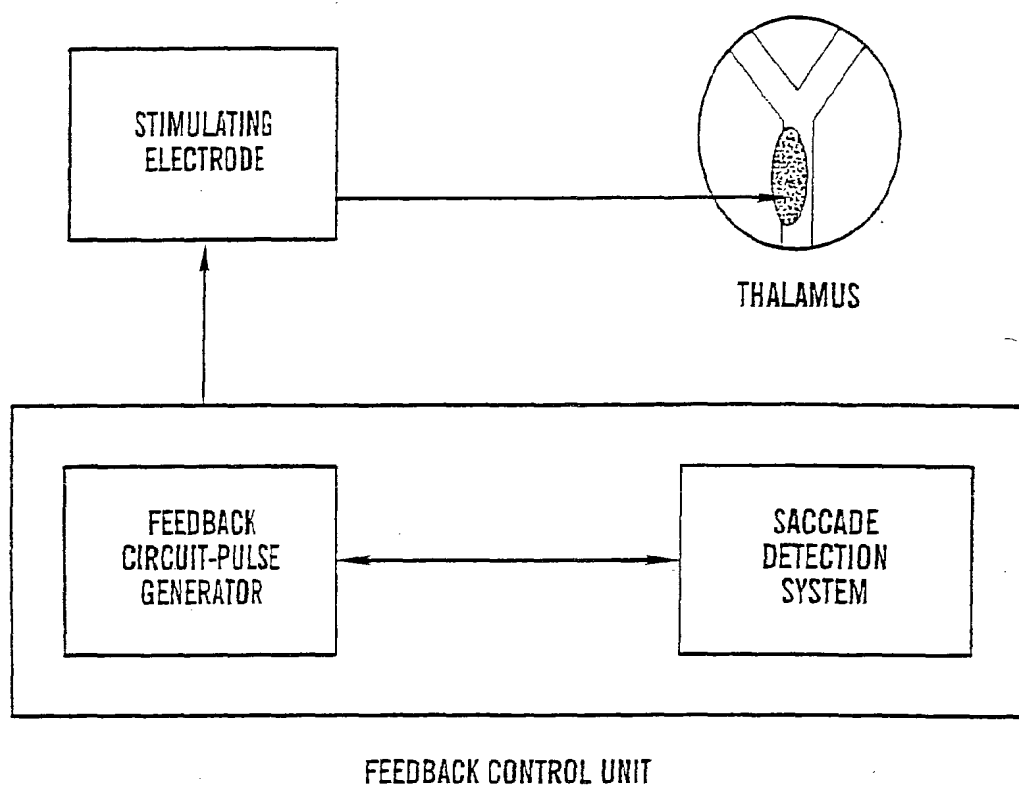 STIMULATING
ELECTRODE
THALAMUS
FEEDBACK
CIRCUIT-PULSE
GENERATOR
SACCADE
DETECTION
SYSTEM
FEEDBACK CONTROL UNIT